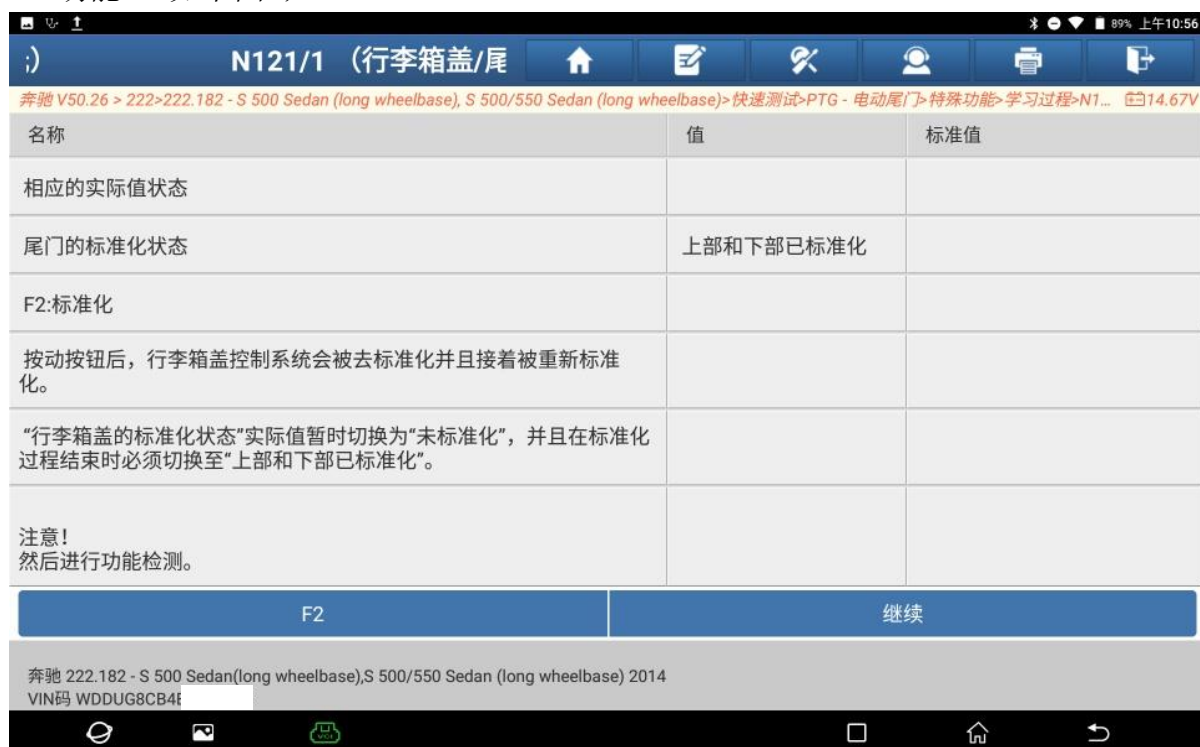 89% 上午10:56
;) N121/1 （行李箱盖/尾
奔驰 V50.26 > 222>222.182 - S 500 Sedan (long wheelbase), S 500/550 Sedan (long wheelbase)>快速测试>PTG - 电动尾门>特殊功能>学习过程>N1... 14.67V
名称 值 标准值
相应的实际值状态
尾门的标准化状态 上部和下部已标准化
F2:标准化
按动按钮后，行李箱盖控制系统会被去标准化并且接着被重新标准
化。
“行李箱盖的标准化状态”实际值暂时切换为“未标准化”，并且在标准化
过程结束时必须切换至“上部和下部已标准化”。
注意！
然后进行功能检测。
F2 继续
奔驰 222.182 - S 500 Sedan(long wheelbase),S 500/550 Sedan (long wheelbase) 2014
VIN码 WDDUG8CB4
VCI